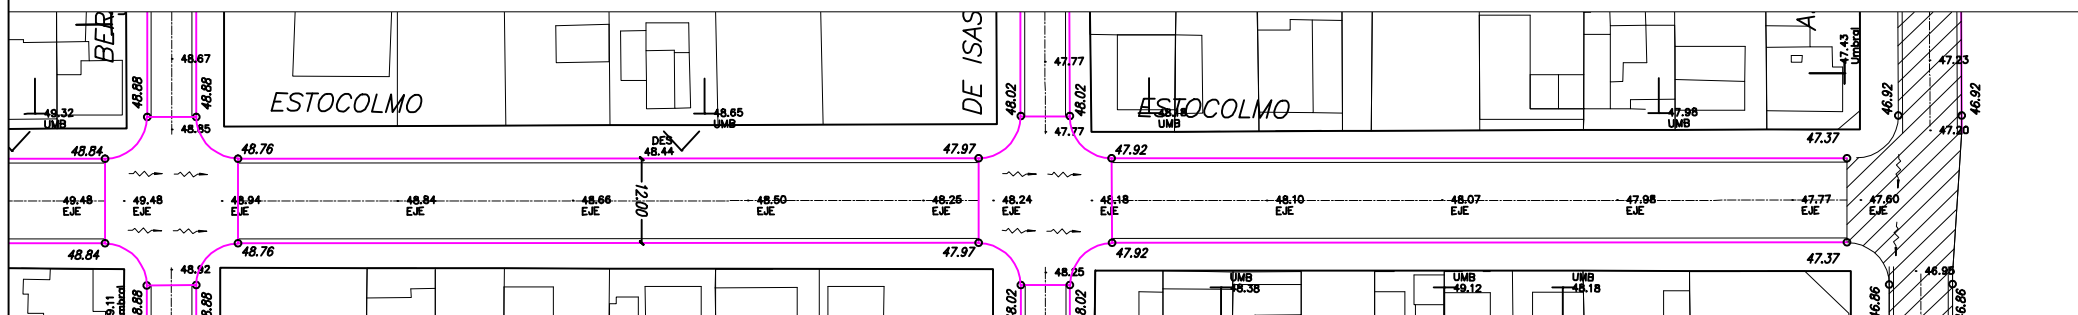 BER
DE ISAS
47.43
Umbral
48.67
47.77
47.23
48.88
48.88
48.02
48.02
46.92
46.92
ESTOCOLMO
ESTOCOLMO
49.32
UMB
48.65
UMB
48.18
UMB
47.98
UMB
48.85
47.77
47.20
DES
48.44
47.37
48.84
48.76
47.97
47.92
12.00
49.48
EJE
49.48
EJE
48.94
EJE
48.84
EJE
48.66
EJE
48.50
EJE
48.25
EJE
48.24
EJE
48.18
EJE
48.10
EJE
48.07
EJE
47.98
EJE
47.77
EJE
47.60
EJE
48.84
48.76
47.97
47.92
47.37
48.92
48.25
46.95
UMB
48.38
UMB
49.12
UMB
48.18
48.88
48.88
48.02
48.02
46.86
46.86